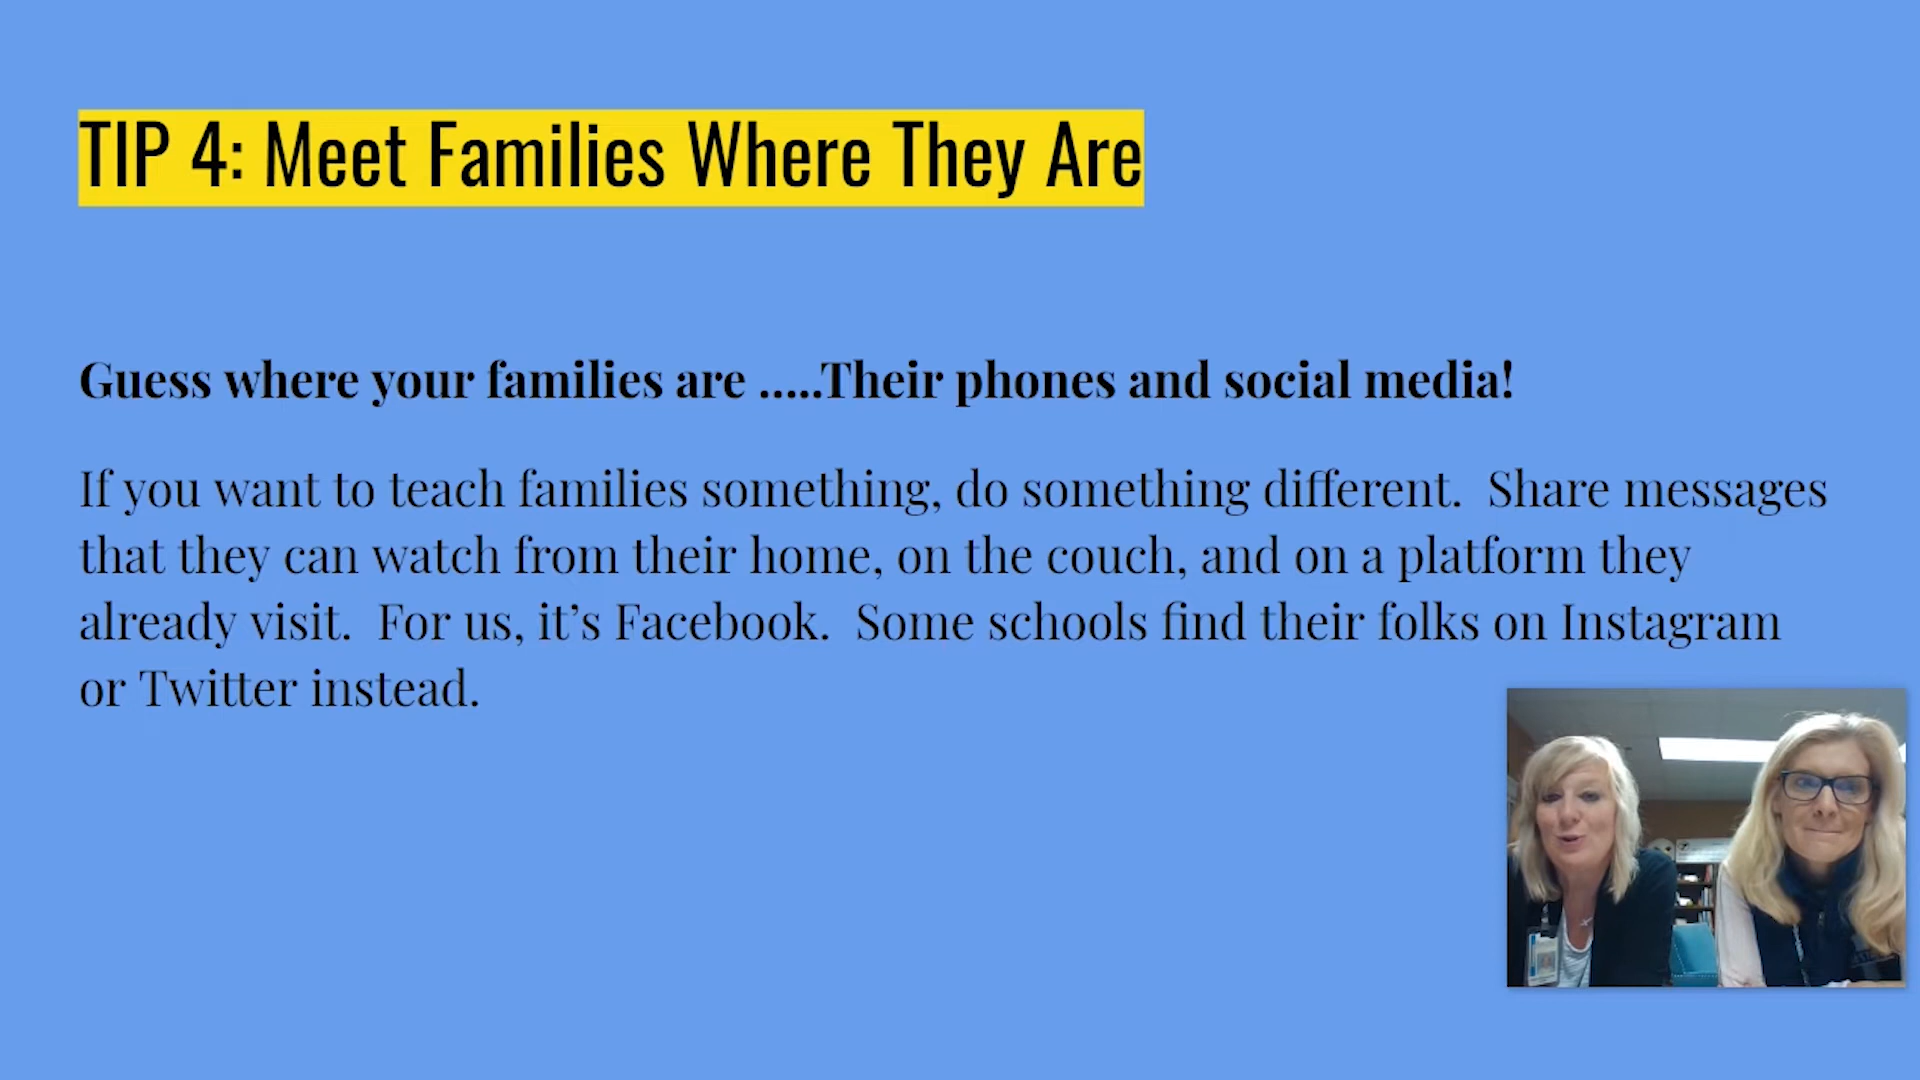 TIP 4: Meet Families Where They Are
Guess where your families are .....Their phones and social media!
If you want to teach families something, do something different.  Share messages
that they can watch from their home, on the couch, and on a platform they
already visit.  For us, it’s Facebook.  Some schools find their folks on Instagram
or Twitter instead.